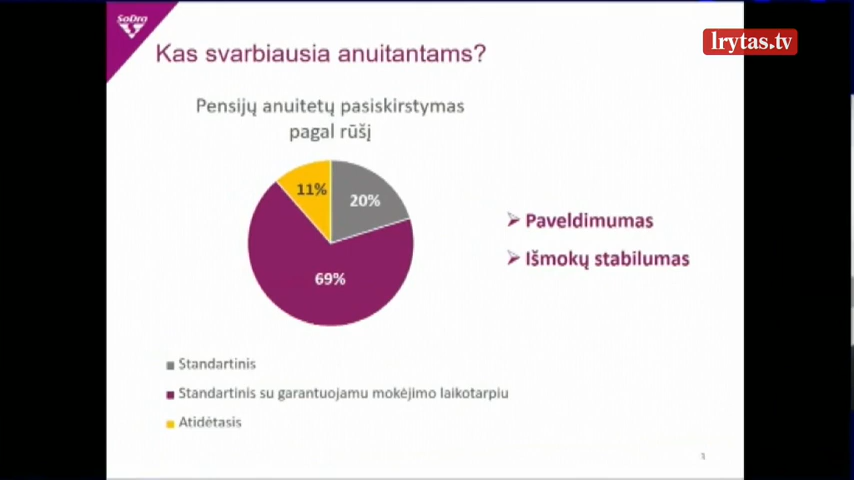 SoDra
lrytas.tv
Kas svarbiausia anuitantams?
Pensijų anuitetų pasiskirstymas
pagal rūšį
11%
20%
69%
Paveldimumas
Išmokų stabilumas
Standartinis
Standartinis su garantuojamu mokėjimo laikotarpiu
Atidėtasis
3